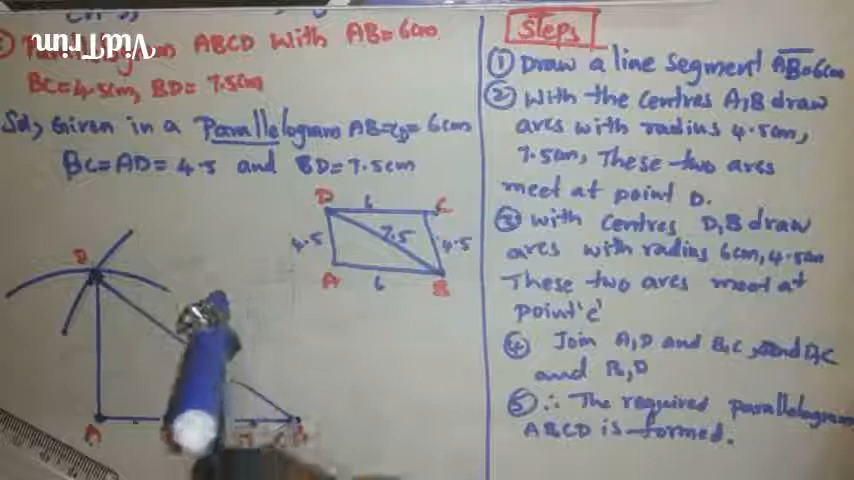 Parallelogram ABCD with AB=6cm
BC=4.5cm, BD=7.5cm
VidTrim
Sol, Given in a Parallelogram AB=CD=6cm
BC=AD=4.5 and BD=7.5cm
D 6 C
4.5 7.5 4.5
A 6 B
D
A B
Steps
① Draw a line segment AB=6cm
② With the centres A,B draw
arcs with radius 4.5cm,
7.5cm, These two arcs
meet at point D.
③ With centres D,B draw
arcs with radius 6cm, 4.5cm
These two arcs meet at
point 'c'
④ Join A,D and B,C and D,C
and B,D
⑤ ∴ The required parallelogram
ABCD is formed.